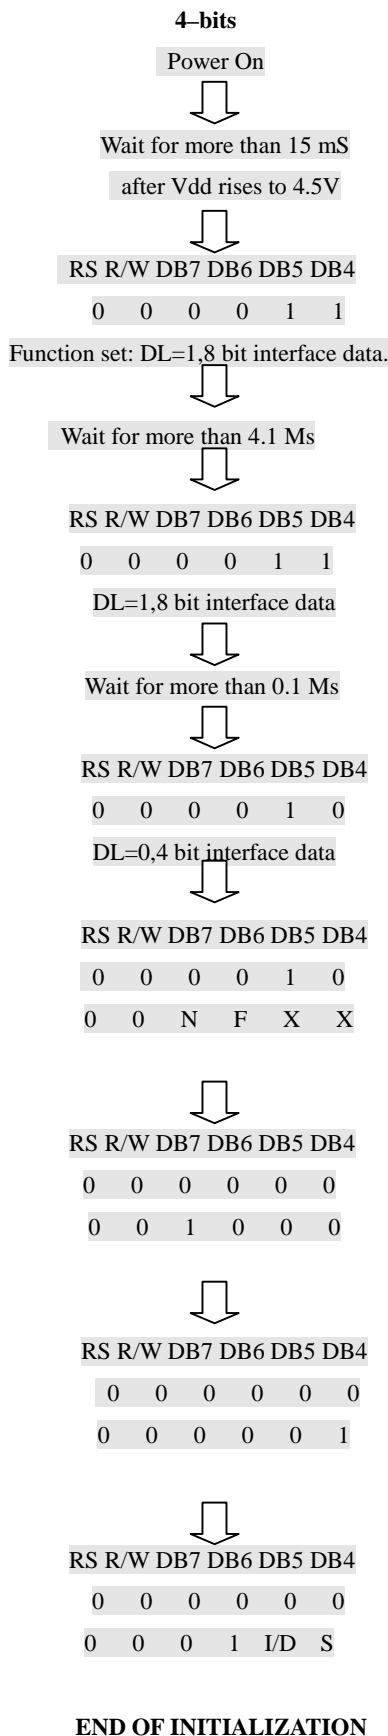 4–bits
Power On
Wait for more than 15 mS
after Vdd rises to 4.5V
RS R/W DB7 DB6 DB5 DB4
0 0 0 0 1 1
Function set: DL=1,8 bit interface data.
Wait for more than 4.1 Ms
RS R/W DB7 DB6 DB5 DB4
0 0 0 0 1 1
DL=1,8 bit interface data
Wait for more than 0.1 Ms
RS R/W DB7 DB6 DB5 DB4
0 0 0 0 1 0
DL=0,4 bit interface data
RS R/W DB7 DB6 DB5 DB4
0 0 0 0 1 0
0 0 N F X X
RS R/W DB7 DB6 DB5 DB4
0 0 0 0 0 0
0 0 1 0 0 0
RS R/W DB7 DB6 DB5 DB4
0 0 0 0 0 0
0 0 0 0 0 1
RS R/W DB7 DB6 DB5 DB4
0 0 0 0 0 0
0 0 0 1 I/D S
END OF INITIALIZATION